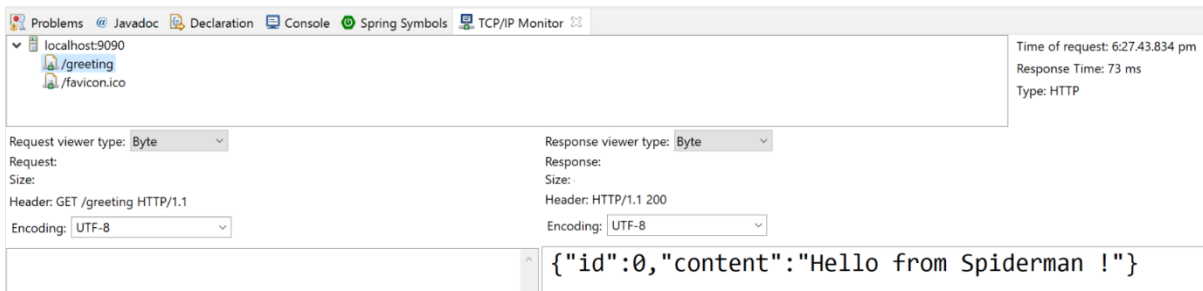 Problems @ Javadoc Declaration Console Spring Symbols TCP/IP Monitor
localhost:9090
/greeting
/favicon.ico
Time of request: 6:27.43.834 pm
Response Time: 73 ms
Type: HTTP
Request viewer type: Byte
Request:
Size:
Header: GET /greeting HTTP/1.1
Encoding: UTF-8
Response viewer type: Byte
Response:
Size:
Header: HTTP/1.1 200
Encoding: UTF-8
{"id":0,"content":"Hello from Spiderman !"}